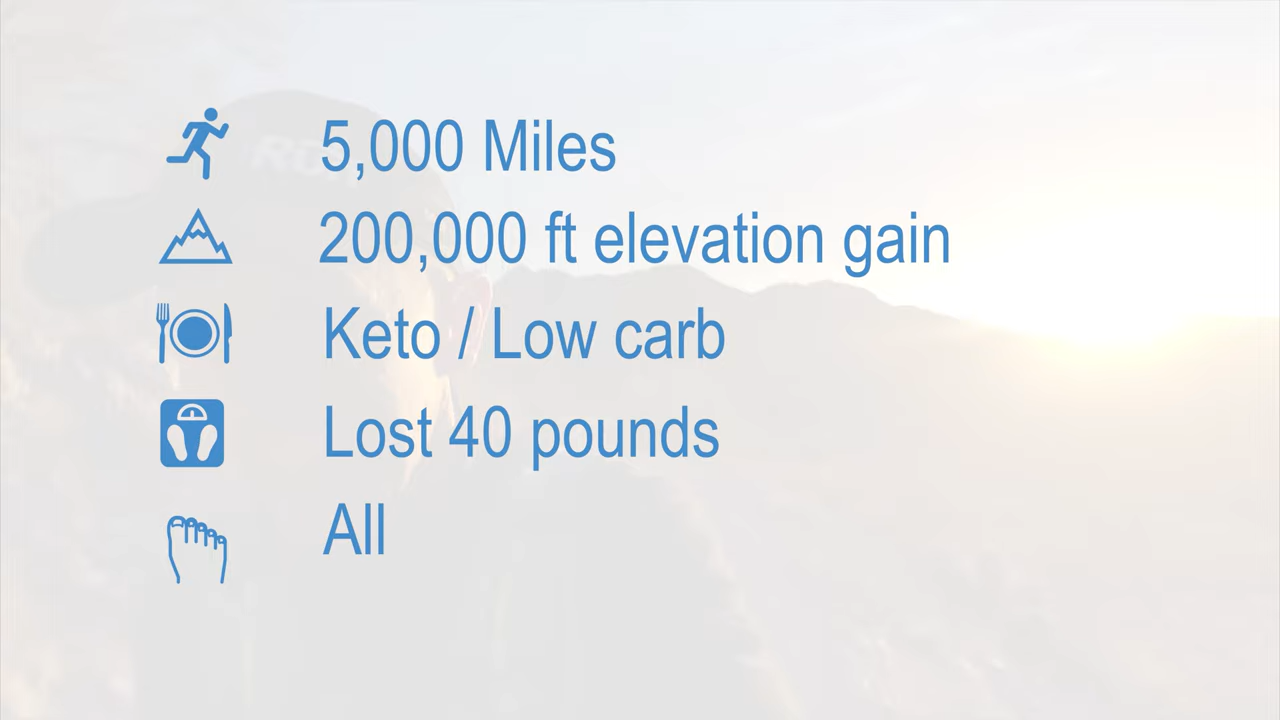 5,000 Miles
200,000 ft elevation gain
Keto / Low carb
Lost 40 pounds
All